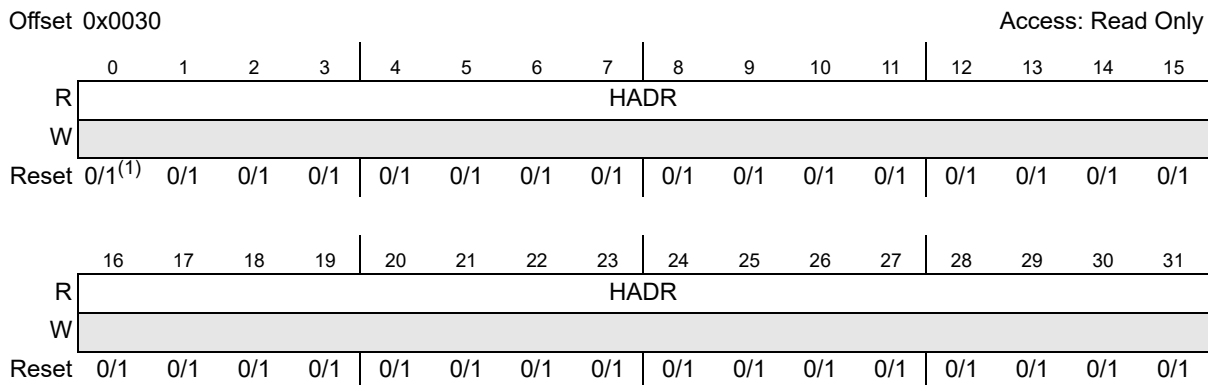 Offset 0x0030 Access: Read Only
0 1 2 3 4 5 6 7 8 9 10 11 12 13 14 15
R HADR
W
Reset 0/1(1) 0/1 0/1 0/1 0/1 0/1 0/1 0/1 0/1 0/1 0/1 0/1 0/1 0/1 0/1 0/1
16 17 18 19 20 21 22 23 24 25 26 27 28 29 30 31
R HADR
W
Reset 0/1 0/1 0/1 0/1 0/1 0/1 0/1 0/1 0/1 0/1 0/1 0/1 0/1 0/1 0/1 0/1